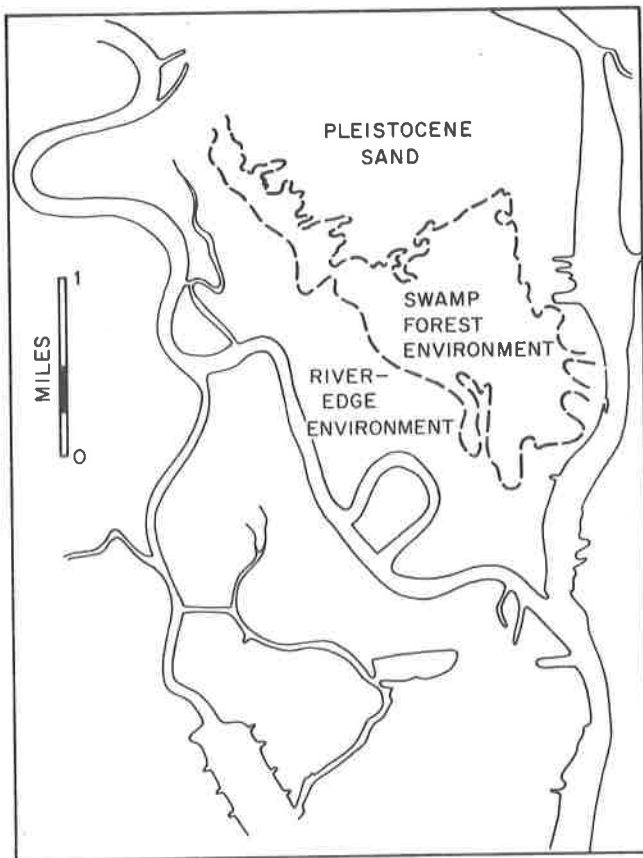 PLEISTOCENE
SAND
1
MILES
0
SWAMP
FOREST
ENVIRONMENT
RIVER-
EDGE
ENVIRONMENT